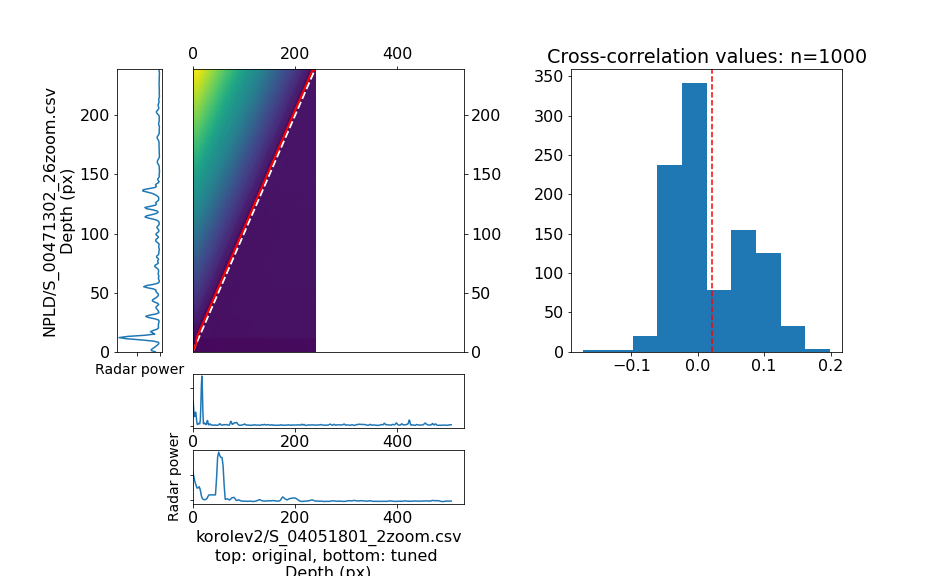 0 200 400
Cross-correlation values: n=1000
NPLD/S_00471302_26zoom.csv
Depth (px)
200
150
100
50
0
Radar power
200
150
100
50
0
350
300
250
200
150
100
50
0
−0.1 0.0 0.1 0.2
0 200 400
Radar power
0 200 400
korolev2/S_04051801_2zoom.csv
top: original, bottom: tuned
Depth (px)